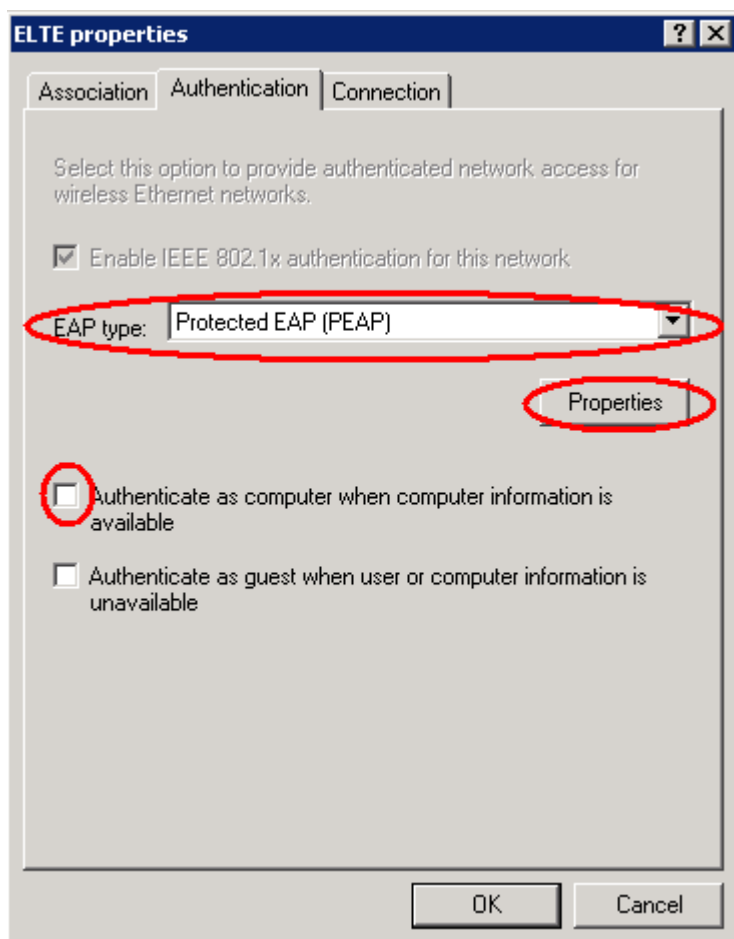 ELTE properties
Association Authentication Connection
Select this option to provide authenticated network access for
wireless Ethernet networks.
Enable IEEE 802.1x authentication for this network
EAP type: Protected EAP (PEAP)
Properties
Authenticate as computer when computer information is
available
Authenticate as guest when user or computer information is
unavailable
OK Cancel